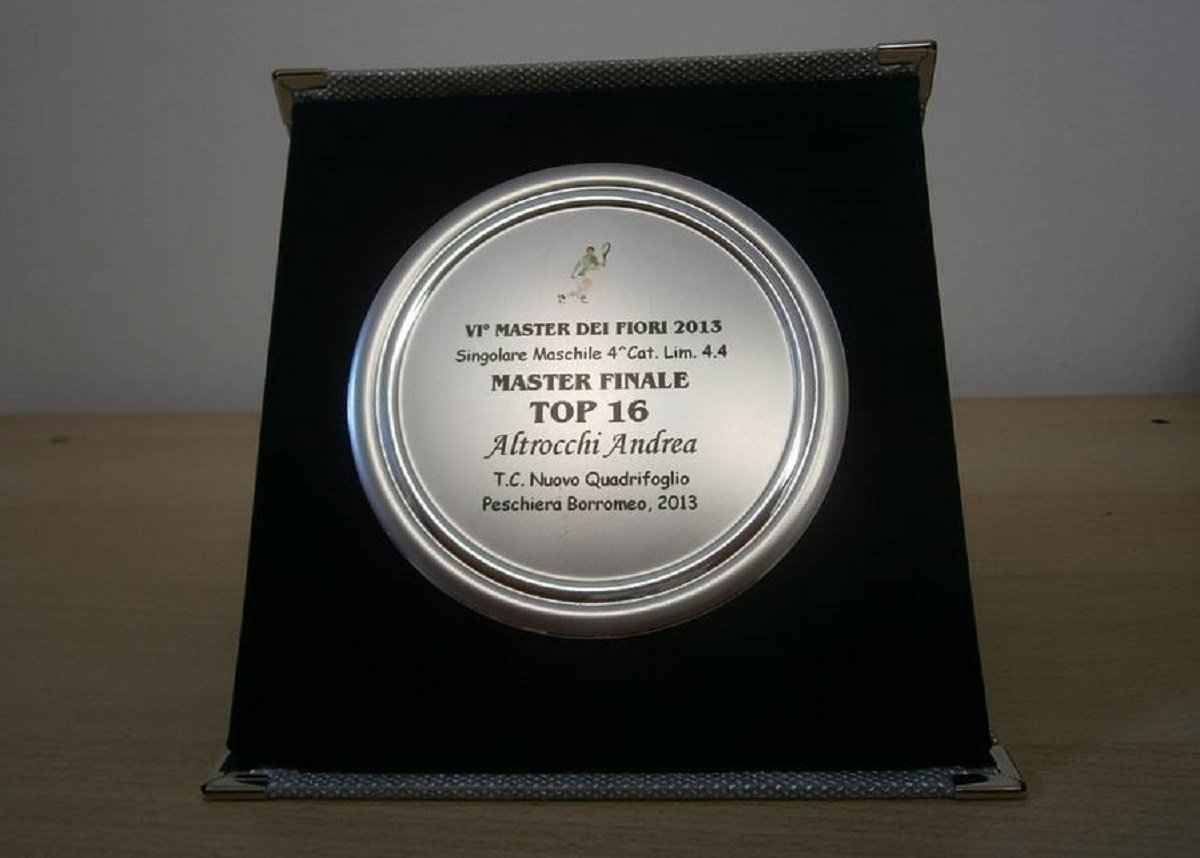 VI° MASTER DEI FIORI 2013
Singolare Maschile 4^Cat. Lim. 4.4
MASTER FINALE
TOP 16
Altrocchi Andrea
T.C. Nuovo Quadrifoglio
Peschiera Borromeo, 2013